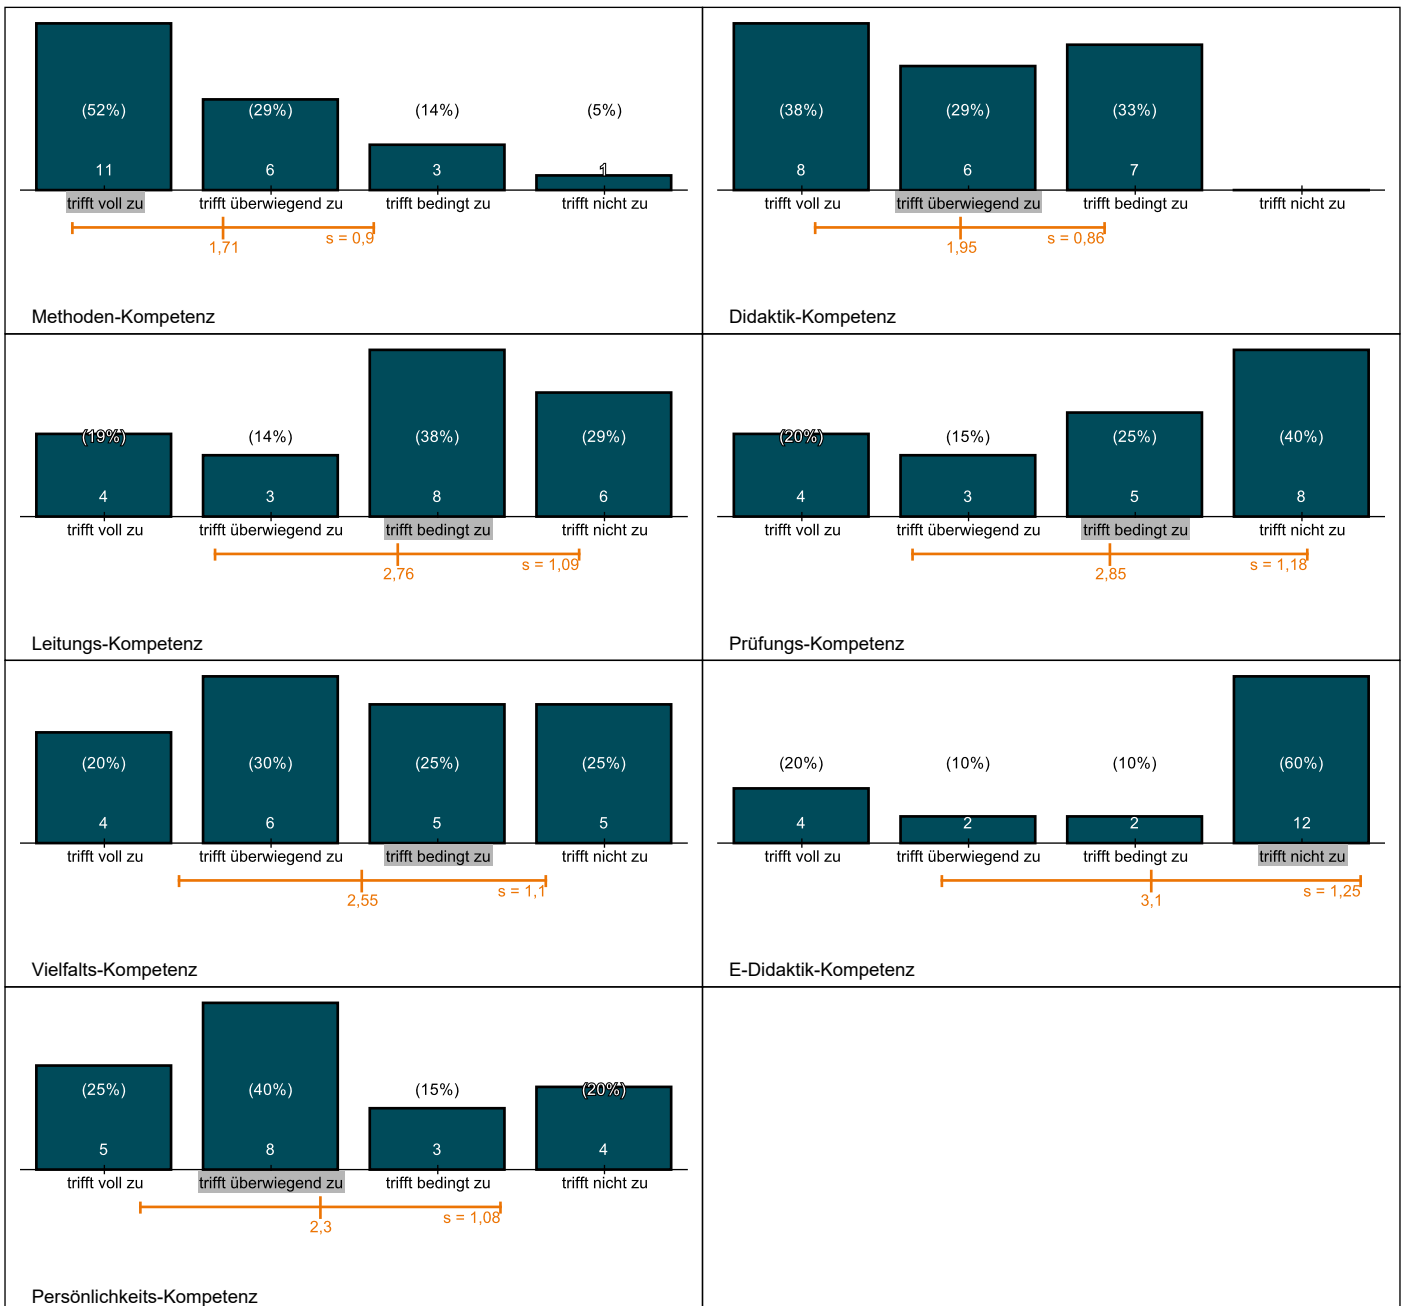 (52%) (29%) (14%) (5%)
11 6 3 1
trifft voll zu trifft überwiegend zu trifft bedingt zu trifft nicht zu
1,71 s = 0,9
Methoden-Kompetenz
(38%) (29%) (33%)
8 6 7
trifft voll zu trifft überwiegend zu trifft bedingt zu trifft nicht zu
1,95 s = 0,86
Didaktik-Kompetenz
(19%) (14%) (38%) (29%)
4 3 8 6
trifft voll zu trifft überwiegend zu trifft bedingt zu trifft nicht zu
2,76 s = 1,09
Leitungs-Kompetenz
(20%) (15%) (25%) (40%)
4 3 5 8
trifft voll zu trifft überwiegend zu trifft bedingt zu trifft nicht zu
2,85 s = 1,18
Prüfungs-Kompetenz
(20%) (30%) (25%) (25%)
4 6 5 5
trifft voll zu trifft überwiegend zu trifft bedingt zu trifft nicht zu
2,55 s = 1,1
Vielfalts-Kompetenz
(20%) (10%) (10%) (60%)
4 2 2 12
trifft voll zu trifft überwiegend zu trifft bedingt zu trifft nicht zu
3,1 s = 1,25
E-Didaktik-Kompetenz
(25%) (40%) (15%) (20%)
5 8 3 4
trifft voll zu trifft überwiegend zu trifft bedingt zu trifft nicht zu
2,3 s = 1,08
Persönlichkeits-Kompetenz